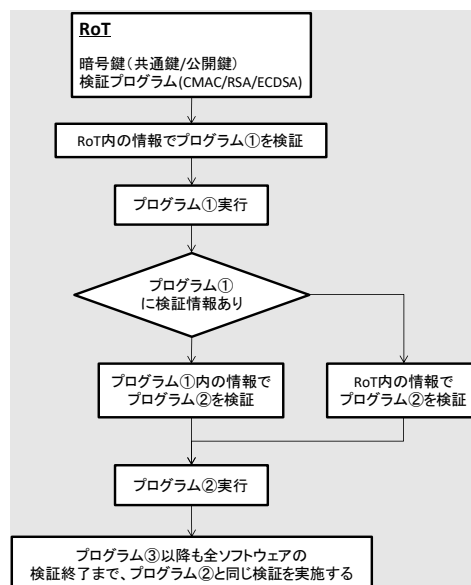 RoT
暗号鍵(共通鍵/公開鍵)
検証プログラム(CMAC/RSA/ECDSA)
RoT内の情報でプログラム①を検証
プログラム①実行
プログラム①
に検証情報あり
プログラム①内の情報で
プログラム②を検証
RoT内の情報で
プログラム②を検証
プログラム②実行
プログラム③以降も全ソフトウェアの
検証終了まで、プログラム②と同じ検証を実施する